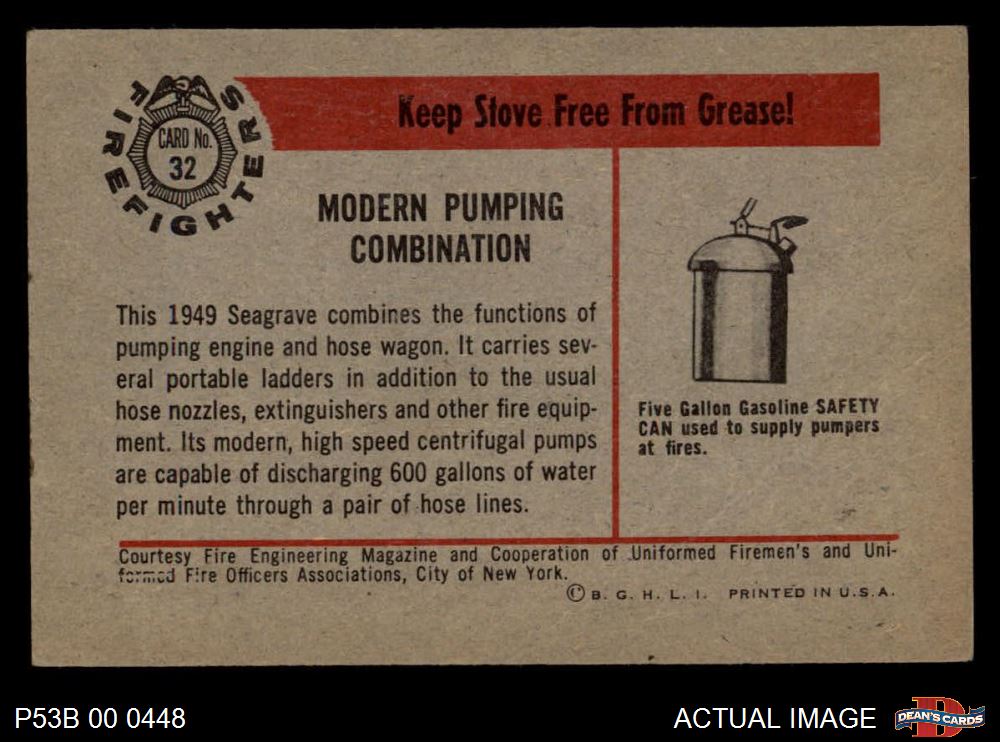 FIREFIGHTERS
CARD No.
32
Keep Stove Free From Grease!
MODERN PUMPING
COMBINATION
This 1949 Seagrave combines the functions of
pumping engine and hose wagon. It carries sev-
eral portable ladders in addition to the usual
hose nozzles, extinguishers and other fire equip-
ment. Its modern, high speed centrifugal pumps
are capable of discharging 600 gallons of water
per minute through a pair of hose lines.
Five Gallon Gasoline SAFETY
CAN used to supply pumpers
at fires.
Courtesy Fire Engineering Magazine and Cooperation of Uniformed Firemen's and Uni-
formed Fire Officers Associations, City of New York.
© B. G. H. L. I. PRINTED IN U.S.A.
P53B 00 0448
ACTUAL IMAGE
DEAN'S CARDS